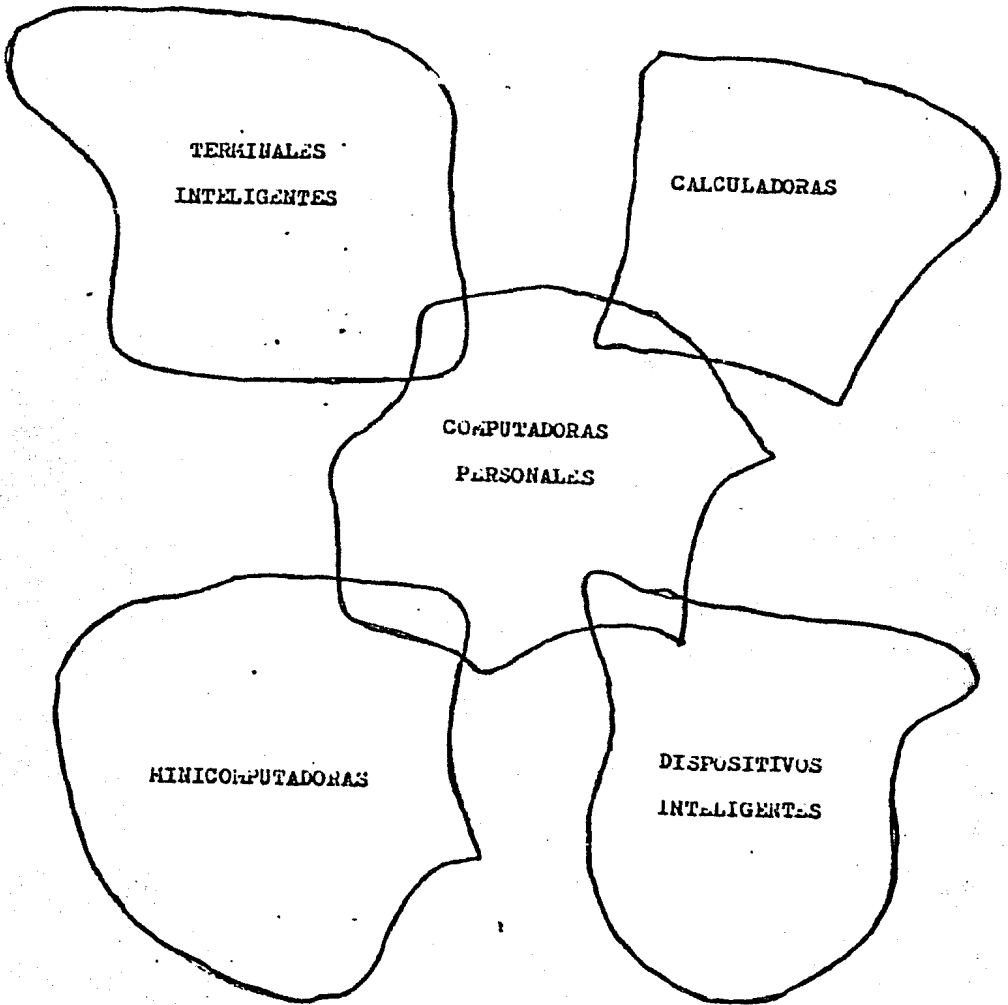 TERMINALES
INTELIGENTES
CALCULADORAS
COMPUTADORAS
PERSONALES
MINICOMPUTADORAS
DISPOSITIVOS
INTELIGENTES